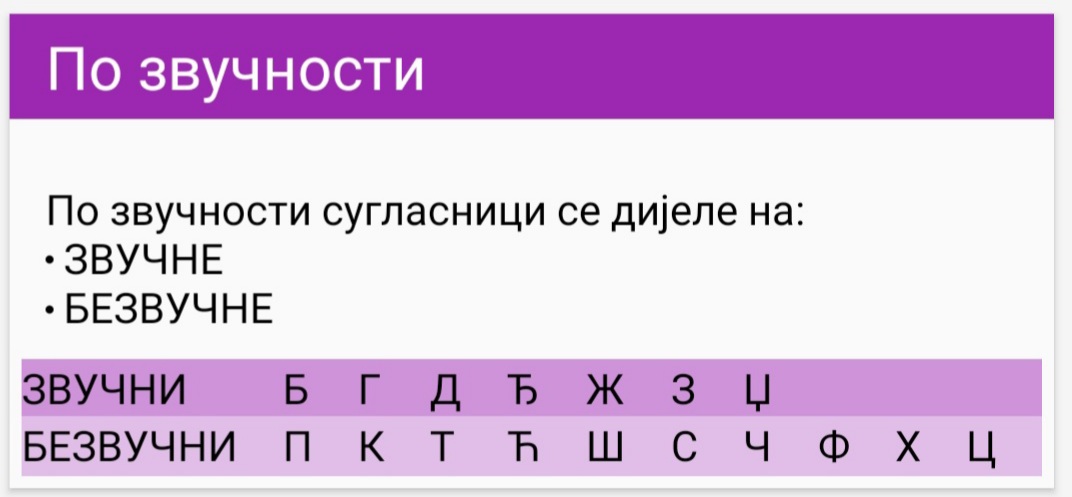 По звучности
По звучности сугласници се дијеле на:
• ЗВУЧНЕ
• БЕЗВУЧНЕ
ЗВУЧНИ Б Г Д Ђ Ж З Џ
БЕЗВУЧНИ П К Т Ћ Ш С Ч Ф Х Ц